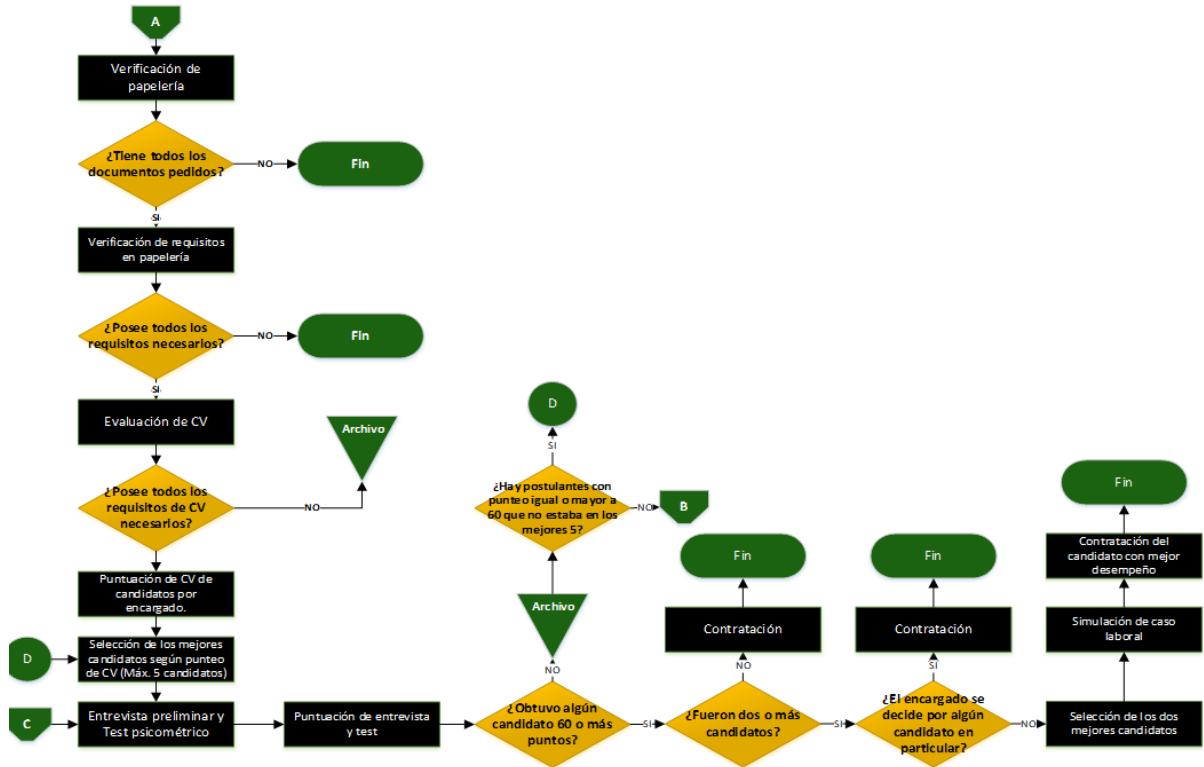 A
Verificación de
papelería
¿Tiene todos los
documentos pedidos?
NO
Fin
SI
Verificación de requisitos
en papelería
¿Posee todos los
requisitos necesarios?
NO
Fin
SI
Evaluación de CV
¿Posee todos los
requisitos de CV
necesarios?
NO
Archivo
Puntuación de CV de
candidatos por
encargado.
D
Selección de los mejores
candidatos según punteo
de CV (Máx. 5 candidatos)
C
Entrevista preliminar y
Test psicométrico
Puntuación de entrevista
y test
¿Obtuvo algún
candidato 60 o más
puntos?
NO
Archivo
¿Hay postulantes con
punteo igual o mayor a
60 que no estaba en los
mejores 5?
SI
D
NO
B
SI
¿Fueron dos o más
candidatos?
NO
Contratación
Fin
SI
¿El encargado se
decide por algún
candidato en
particular?
SI
Contratación
Fin
NO
Selección de los dos
mejores candidatos
Simulación de caso
laboral
Contratación del
candidato con mejor
desempeño
Fin